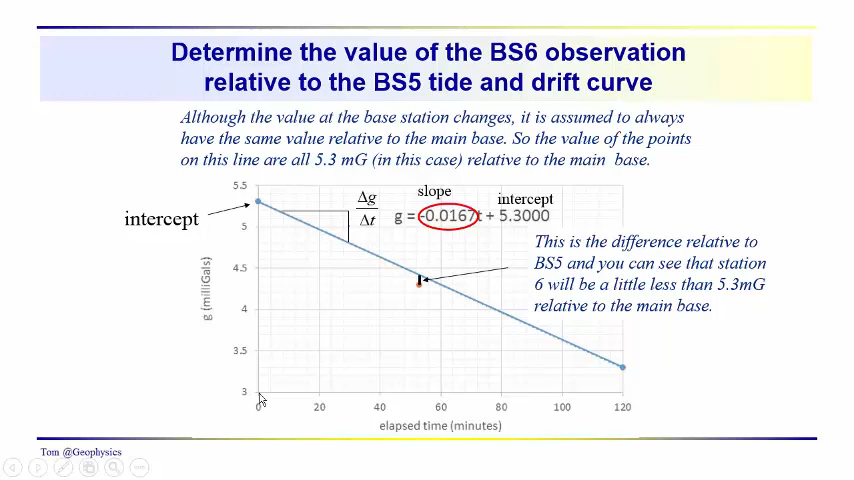 Determine the value of the BS6 observation
relative to the BS5 tide and drift curve
Although the value at the base station changes, it is assumed to always
have the same value relative to the main base. So the value of the points
on this line are all 5.3 mG (in this case) relative to the main base.
intercept
Δg
Δt
slope
intercept
g = -0.0167t + 5.3000
This is the difference relative to
BS5 and you can see that station
6 will be a little less than 5.3mG
relative to the main base.
g (milliGals)
5.5
5
4.5
4
3.5
3
0 20 40 60 80 100 120
elapsed time (minutes)
Tom @Geophysics